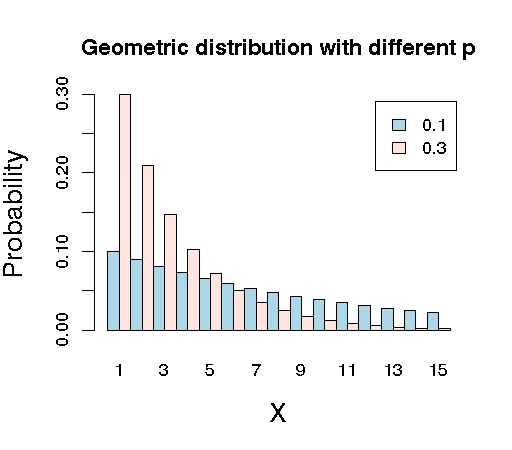 Geometric distribution with different p
Probability
0.30
0.20
0.10
0.00
0.1
0.3
1 3 5 7 9 11 13 15
X